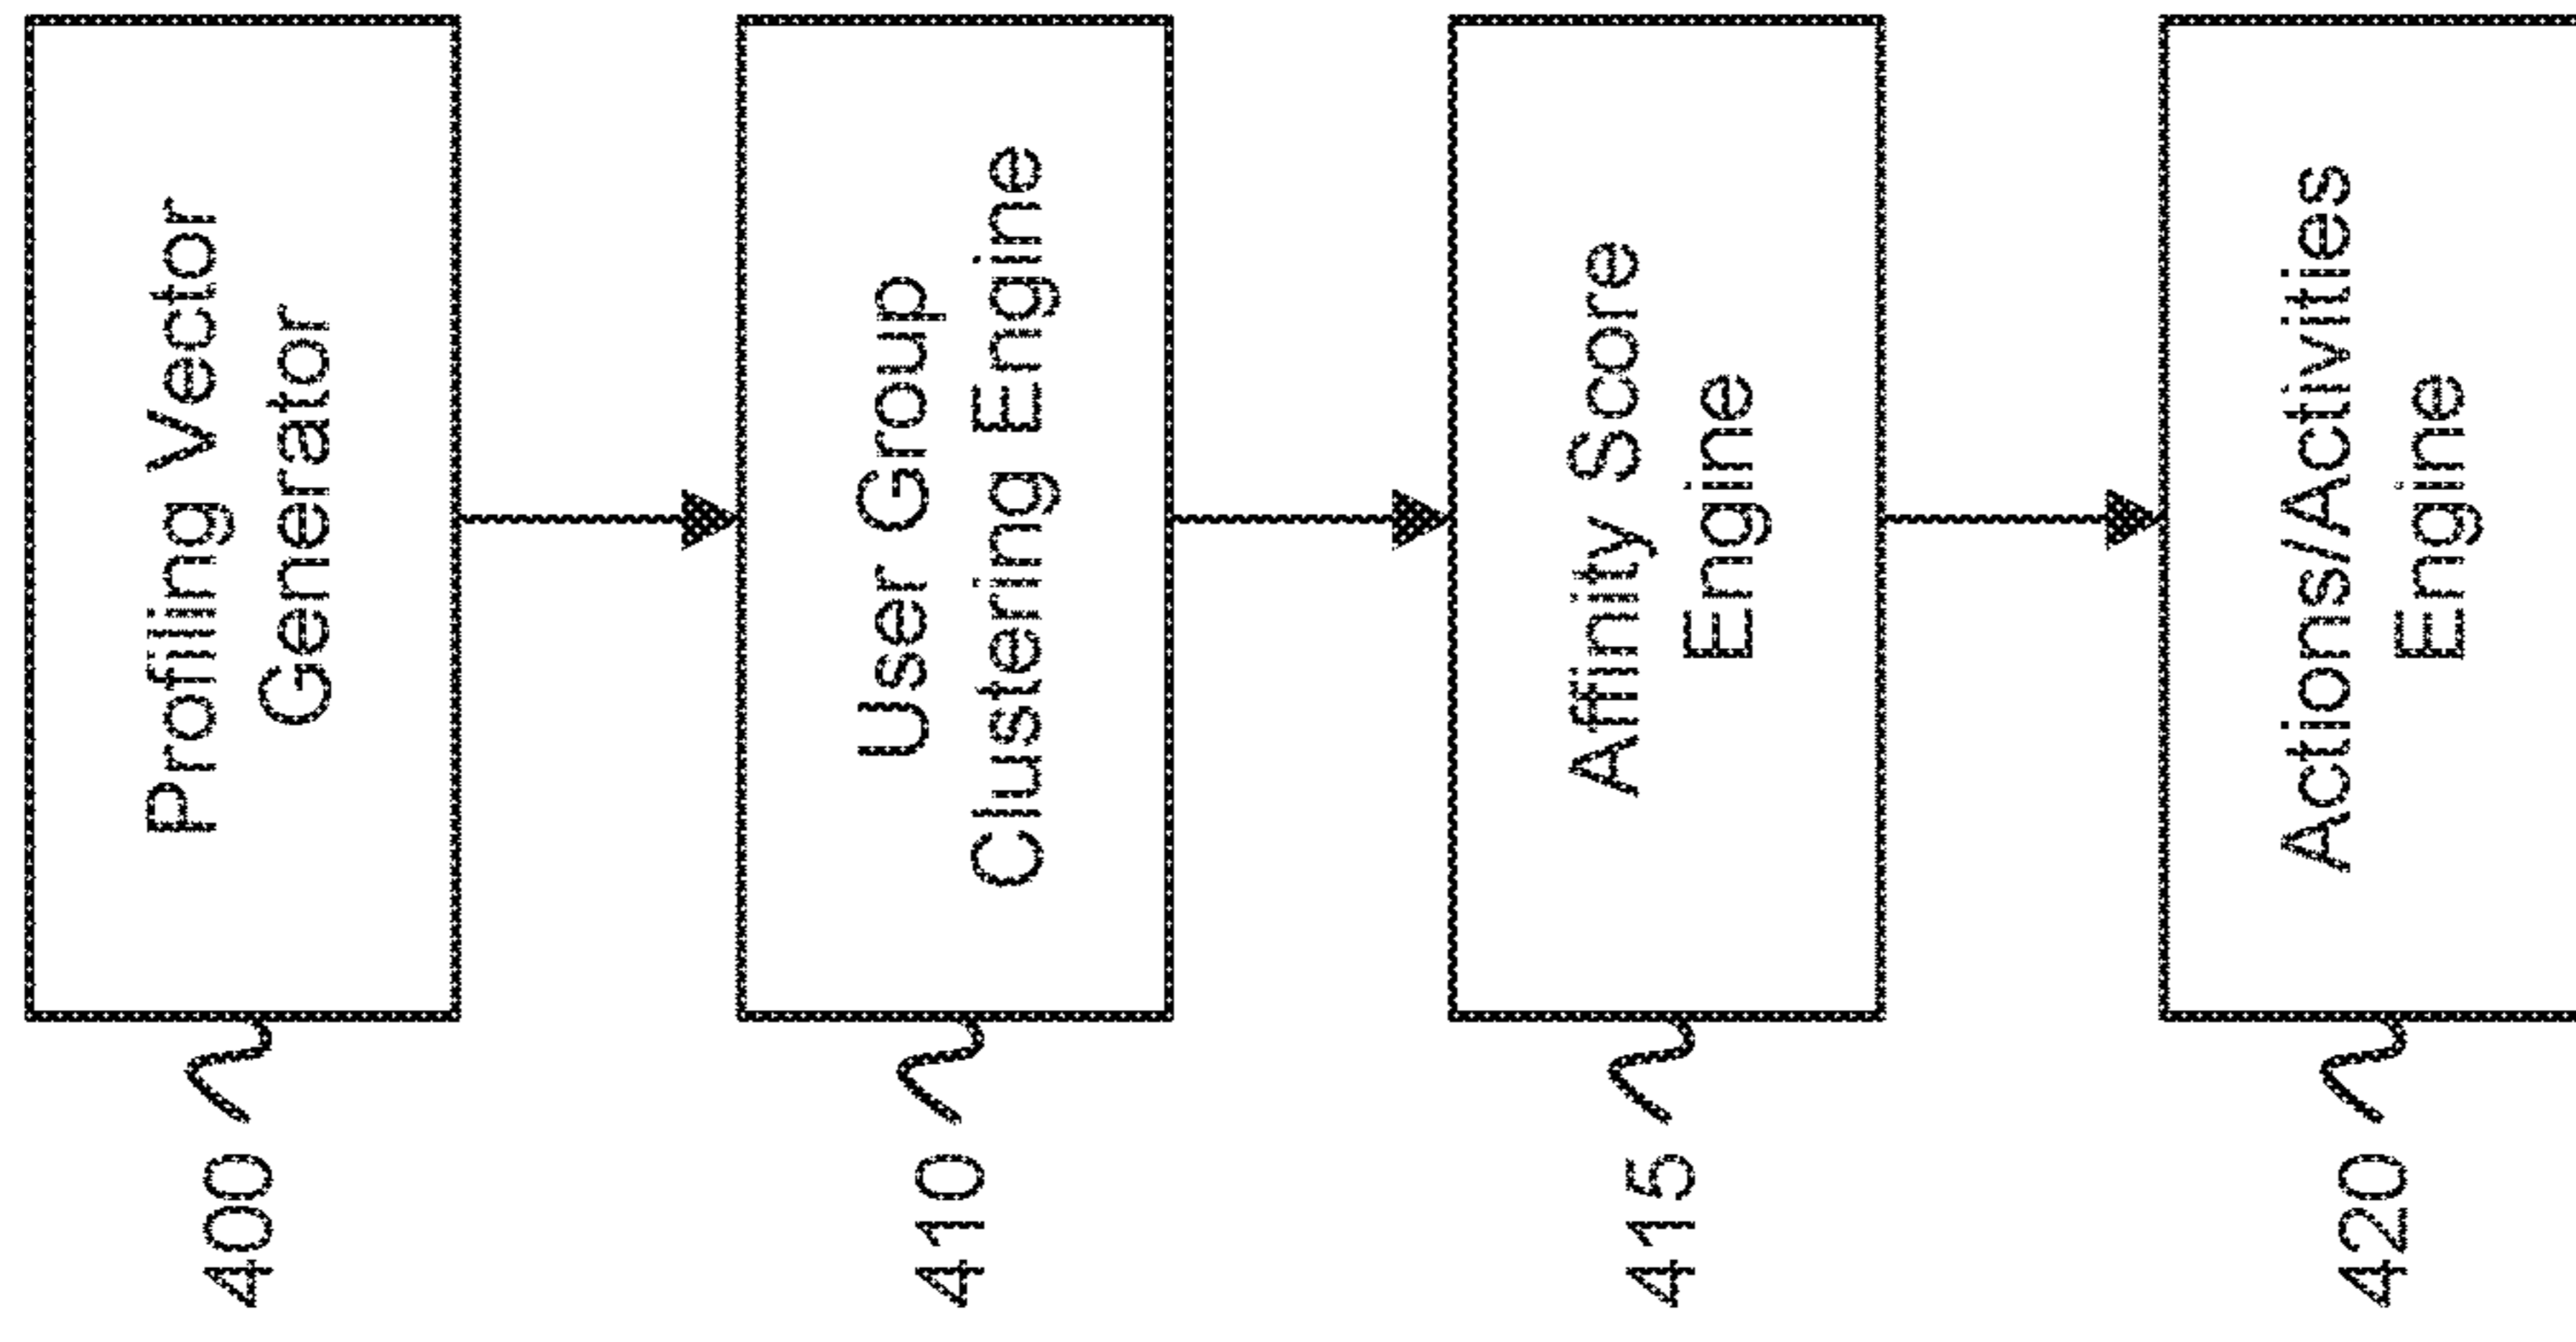 400
Profiling Vector
Generator
410
User Group
Clustering Engine
415
Affinity Score
Engine
420
Actions/Activities
Engine